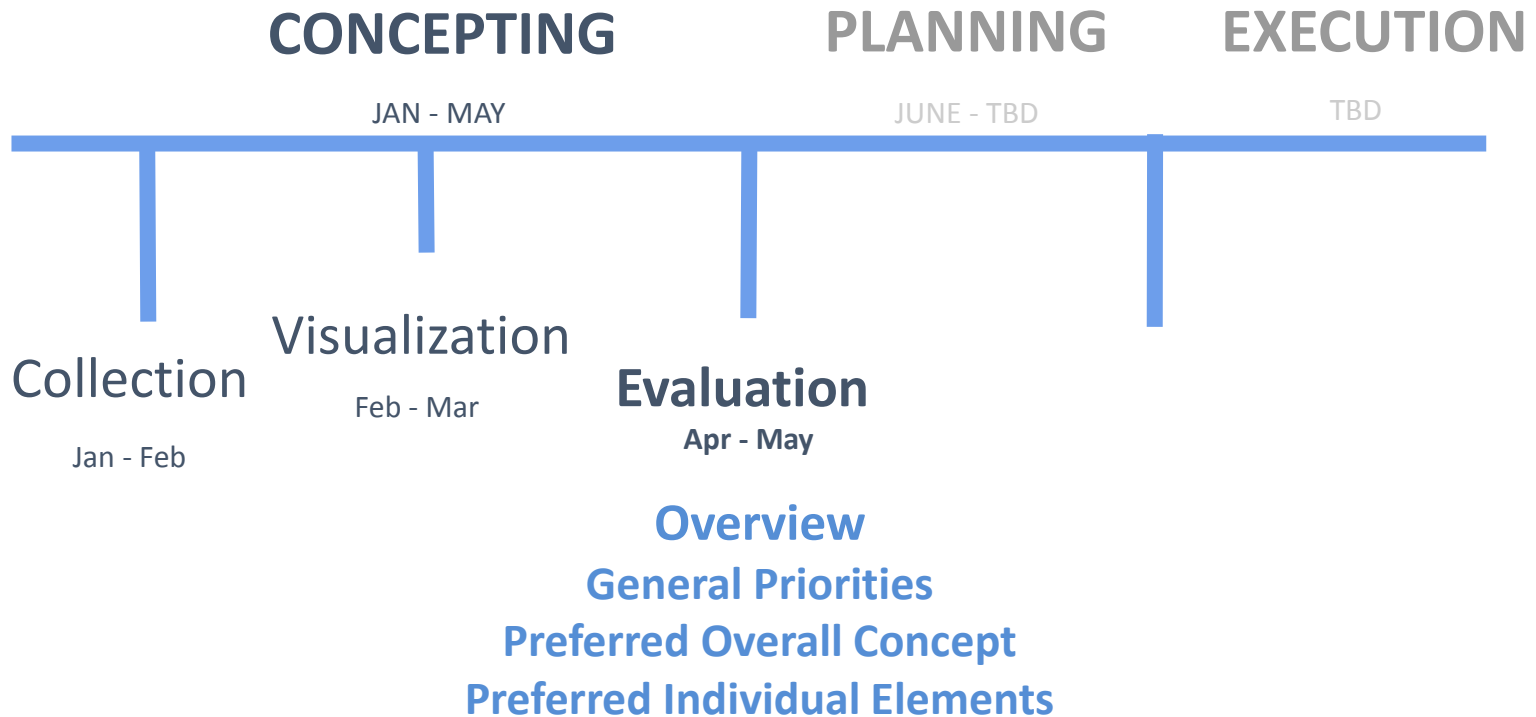 CONCEPTING PLANNING EXECUTION
JAN - MAY JUNE - TBD TBD
Visualization
Collection
Evaluation
Feb - Mar
Apr - May
Jan - Feb
Overview
General Priorities
Preferred Overall Concept
Preferred Individual Elements